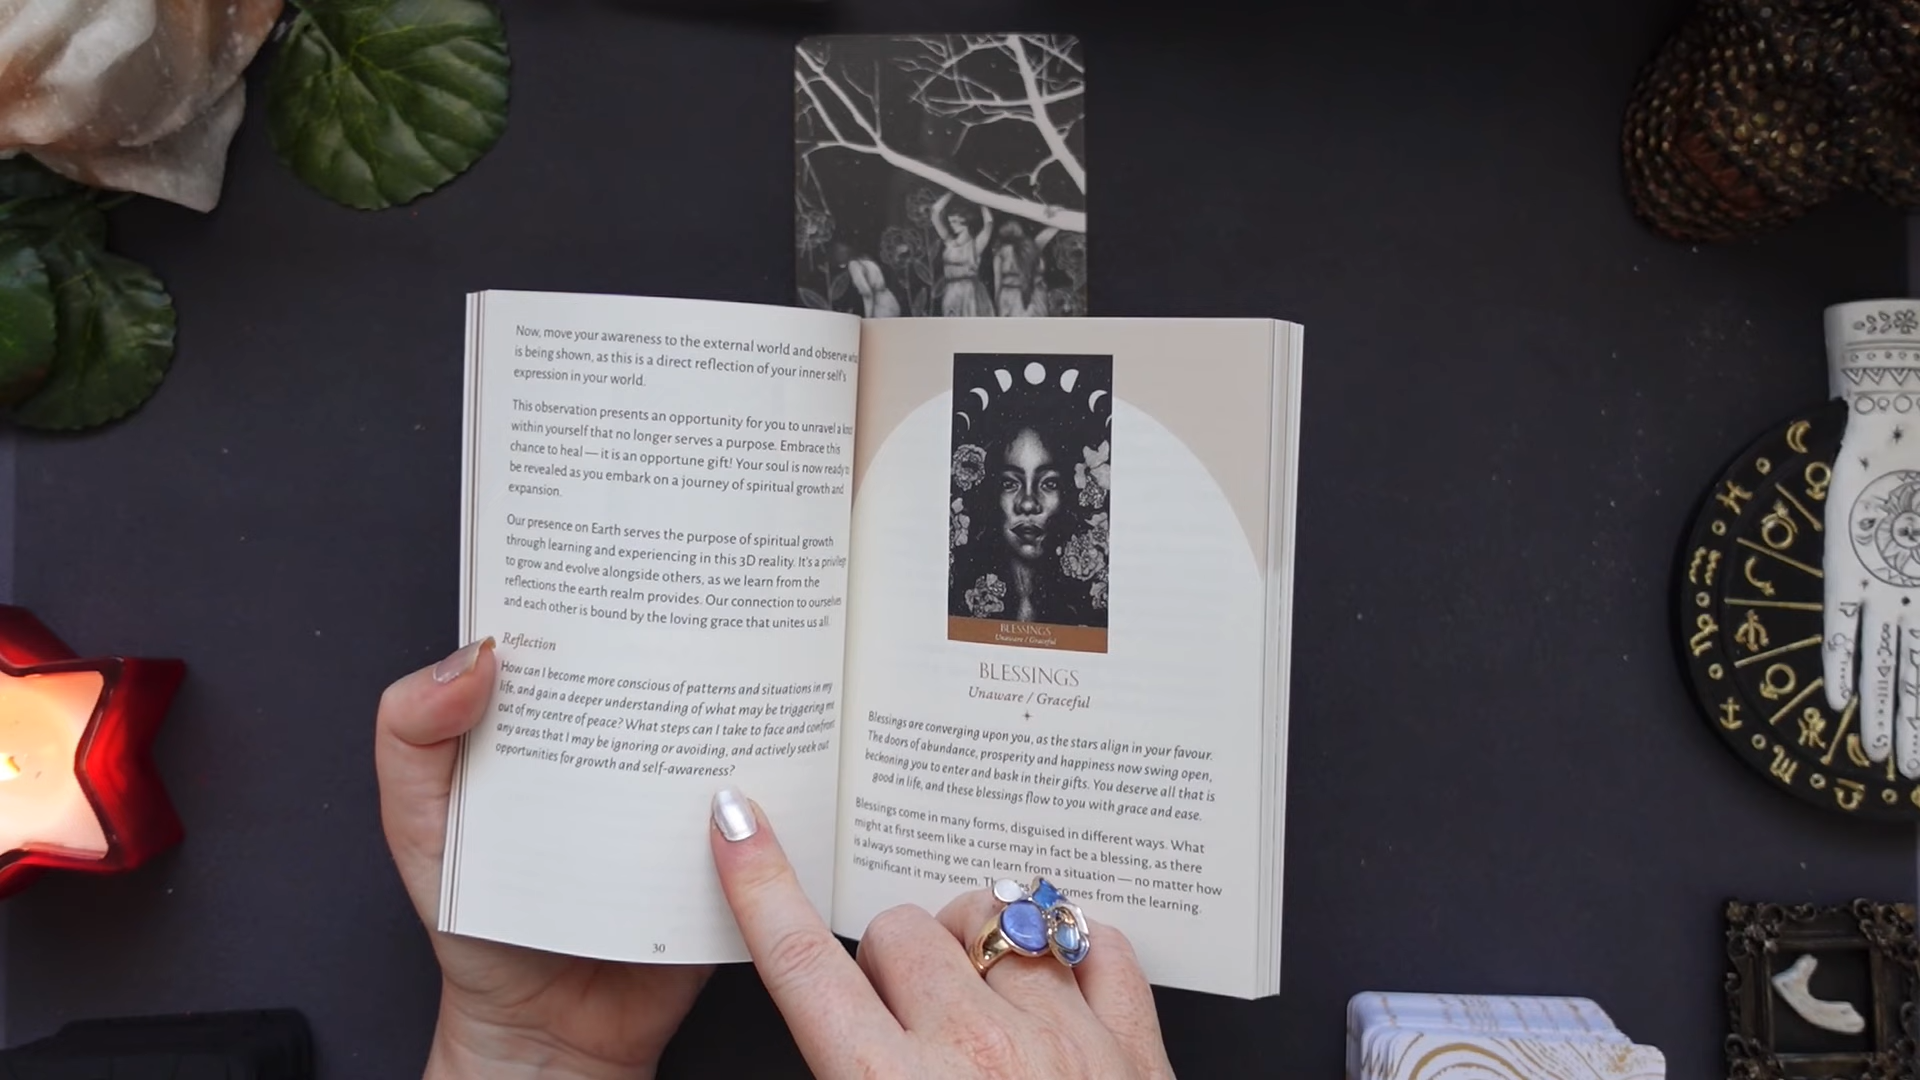 Now, move your awareness to the external world and observe
is being shown, as this is a direct reflection of your inner self's
expression in your world.
This observation presents an opportunity for you to unravel a knot
within yourself that no longer serves a purpose. Embrace this
chance to heal — it is an opportune gift! Your soul is now ready to
be revealed as you embark on a journey of spiritual growth and
expansion.
Our presence on Earth serves the purpose of spiritual growth
through learning and experiencing in this 3D reality. It's a privilege
to grow and evolve alongside others, as we learn from the
reflections the earth realm provides. Our connection to ourselves
and each other is bound by the loving grace that unites us all.
Reflection
How can I become more conscious of patterns and situations in my
life, and gain a deeper understanding of what may be triggering me
out of my centre of peace? What steps can I take to face and confront
any areas that I may be ignoring or avoiding, and actively seek out
opportunities for growth and self-awareness?
30
BLESSINGS
Unaware / Graceful
BLESSINGS
Unaware / Graceful
Blessings are converging upon you, as the stars align in your favour.
The doors of abundance, prosperity and happiness now swing open,
beckoning you to enter and bask in their gifts. You deserve all that is
good in life, and these blessings flow to you with grace and ease.
Blessings come in many forms, disguised in different ways. What
might at first seem like a curse may in fact be a blessing, as there
is always something we can learn from a situation — no matter how
insignificant it may seem. comes from the learning.